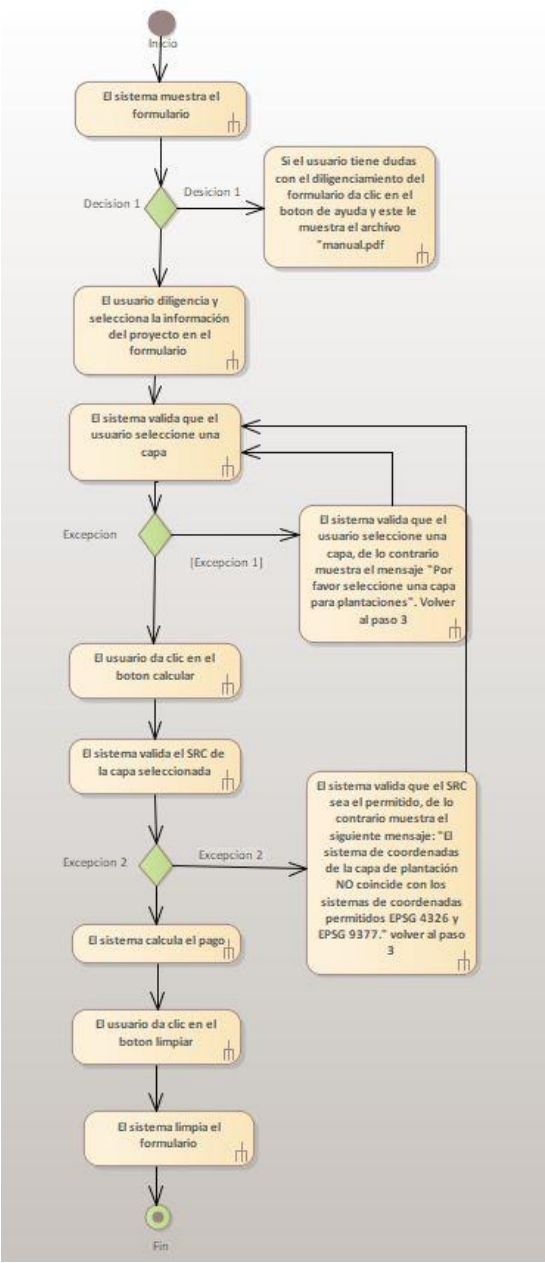 Inicio
El sistema muestra el
formulario
Decision 1
Desicion 1
Si el usuario tiene dudas
con el diligenciamiento del
formulario da clic en el
boton de ayuda y este le
muestra el archivo
"manual.pdf
El usuario diligencia y
selecciona la información
del proyecto en el
formulario
El sistema valida que el
usuario seleccione una
capa
Excepcion
[Excepcion 1]
El sistema valida que el
usuario seleccione una
capa, de lo contrario
muestra el mensaje "Por
favor seleccione una capa
para plantaciones". Volver
al paso 3
El usuario da clic en el
boton calcular
El sistema valida el SRC de
la capa seleccionada
Excepcion 2
Excepcion 2
El sistema valida que el SRC
sea el permitido, de lo
contrario muestra el
siguiente mensaje: "El
sistema de coordenadas
de la capa de plantación
NO coincide con los
sistemas de coordenadas
permitidos EPSG 4326 y
EPSG 9377." volver al paso
3
El sistema calcula el pago
El usuario da clic en el
boton limpiar
El sistema limpia el
formulario
Fin